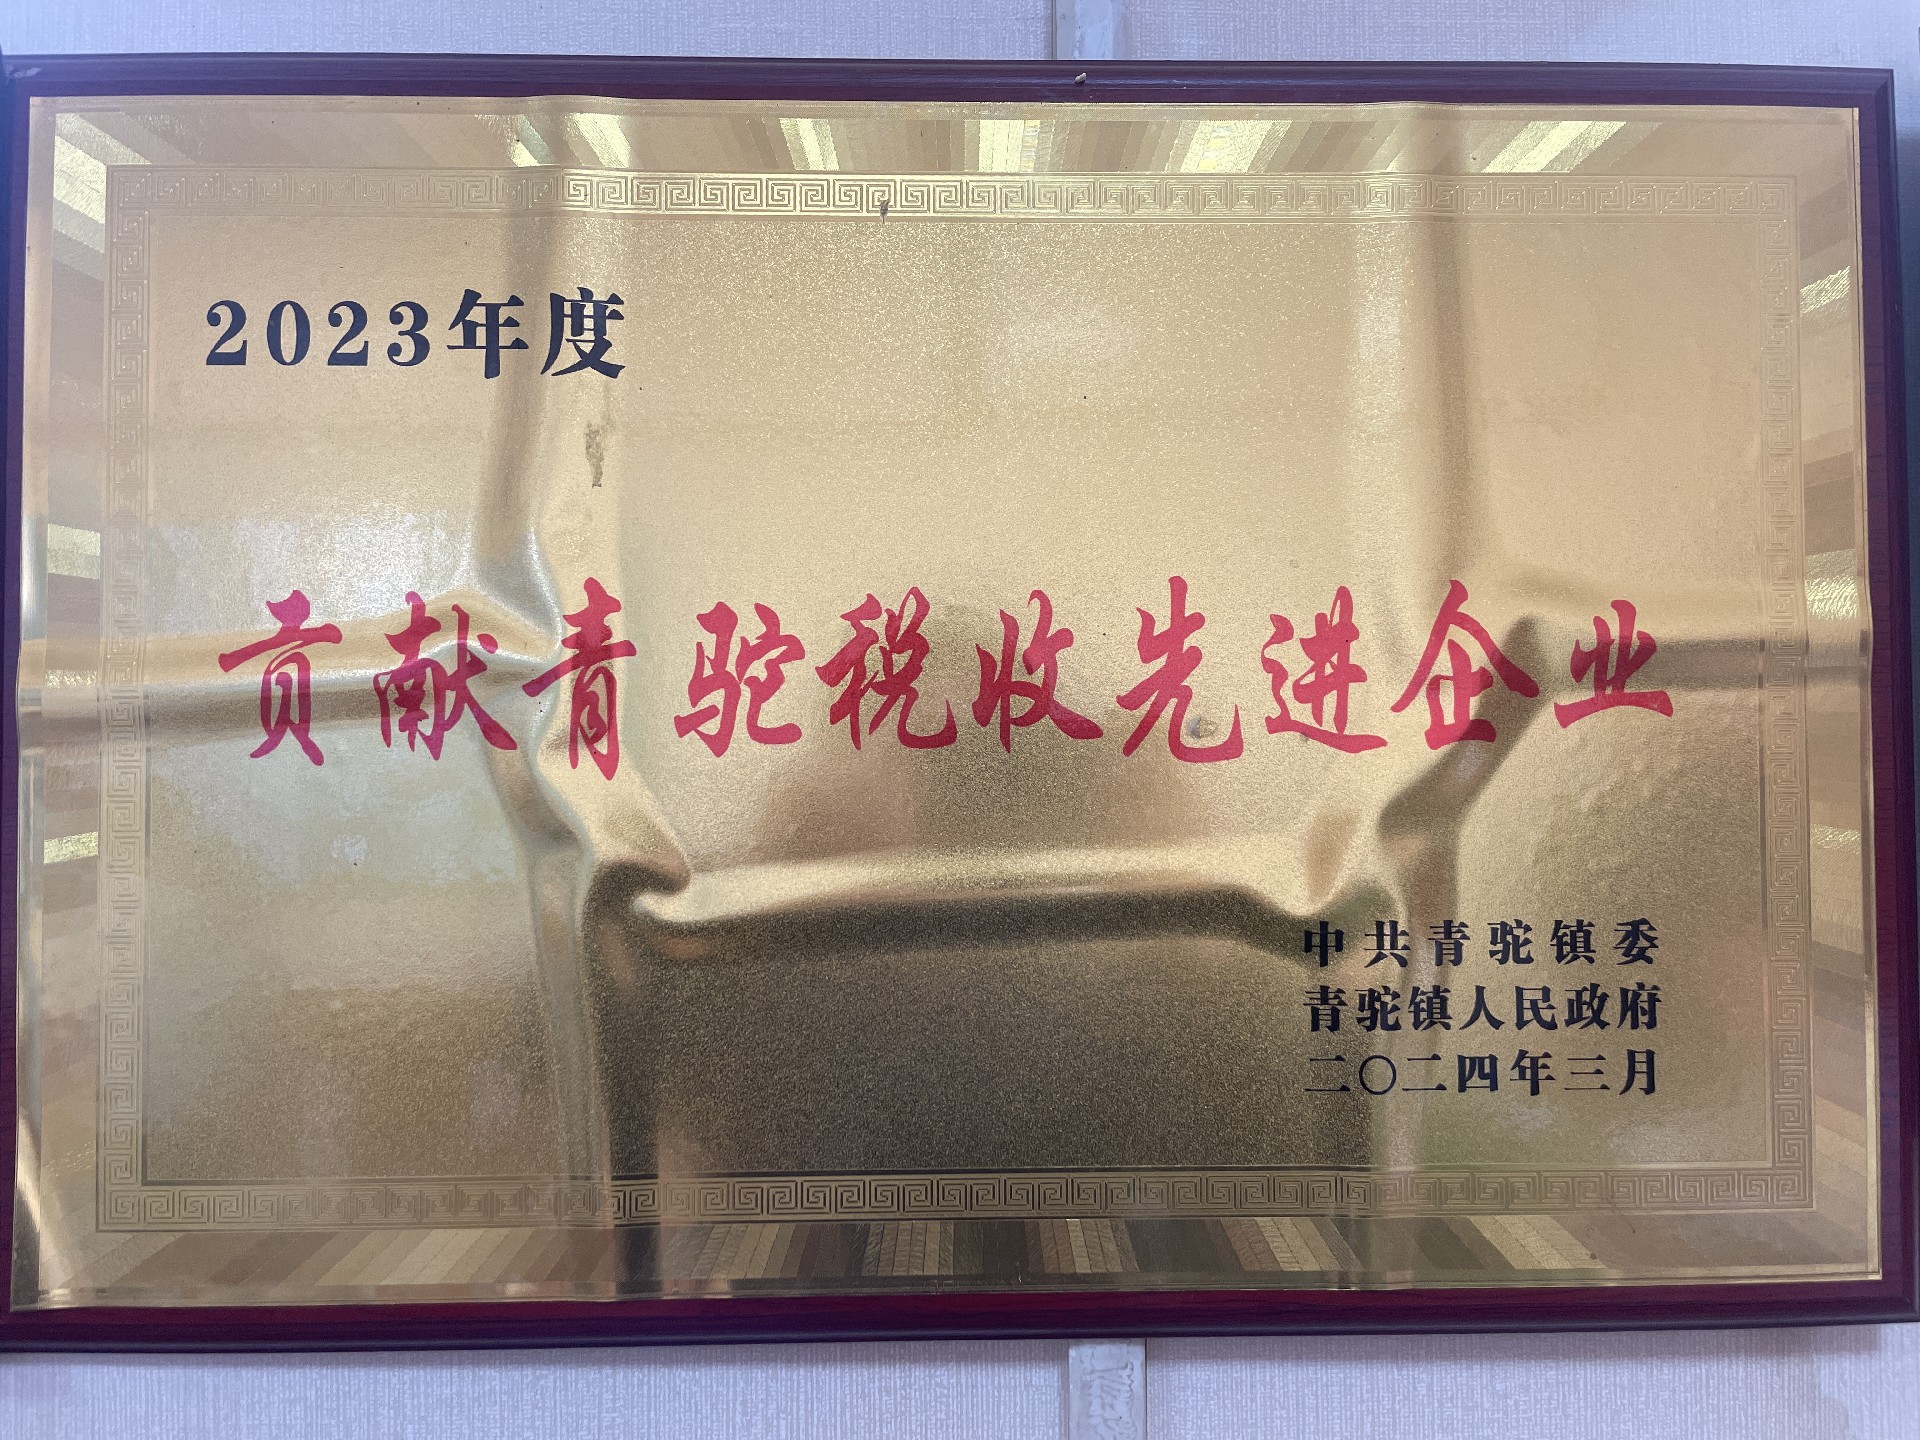 2023年度
贡献青驼税收先进企业
中共青驼镇委
青驼镇人民政府
二〇二四年三月